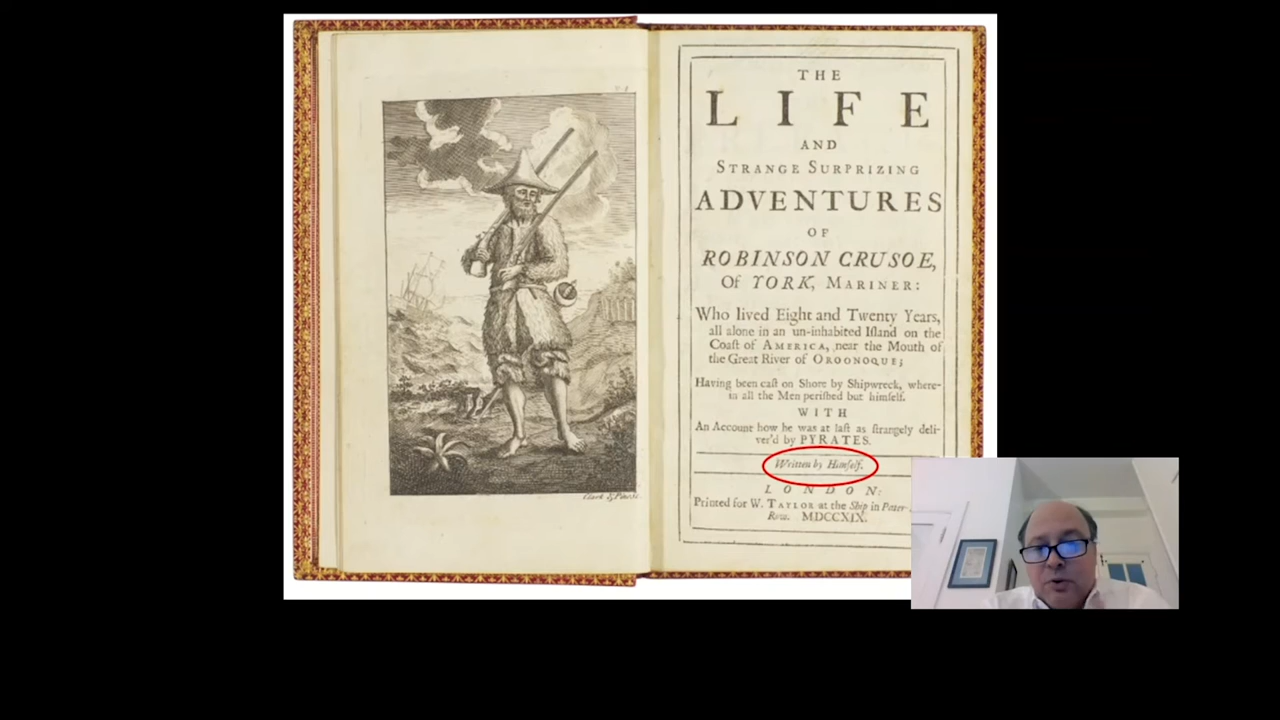 THE
LIFE
AND
STRANGE SURPRIZING
ADVENTURES
OF
ROBINSON CRUSOE,
Of YORK, MARINER:
Who lived Eight and Twenty Years,
all alone in an un-inhabited Iſland on the
Coaſt of AMERICA, near the Mouth of
the Great River of OROONOQUE;
Having been caſt on Shore by Shipwreck, where-
in all the Men periſhed but himſelf.
WITH
An Account how he was at laſt as ſtrangely deli-
ver'd by PYRATES.
Written by Himſelf.
LONDON:
Printed for W. TAYLOR at the Ship in Pater-
Row. MDCCXIX.
Clark &